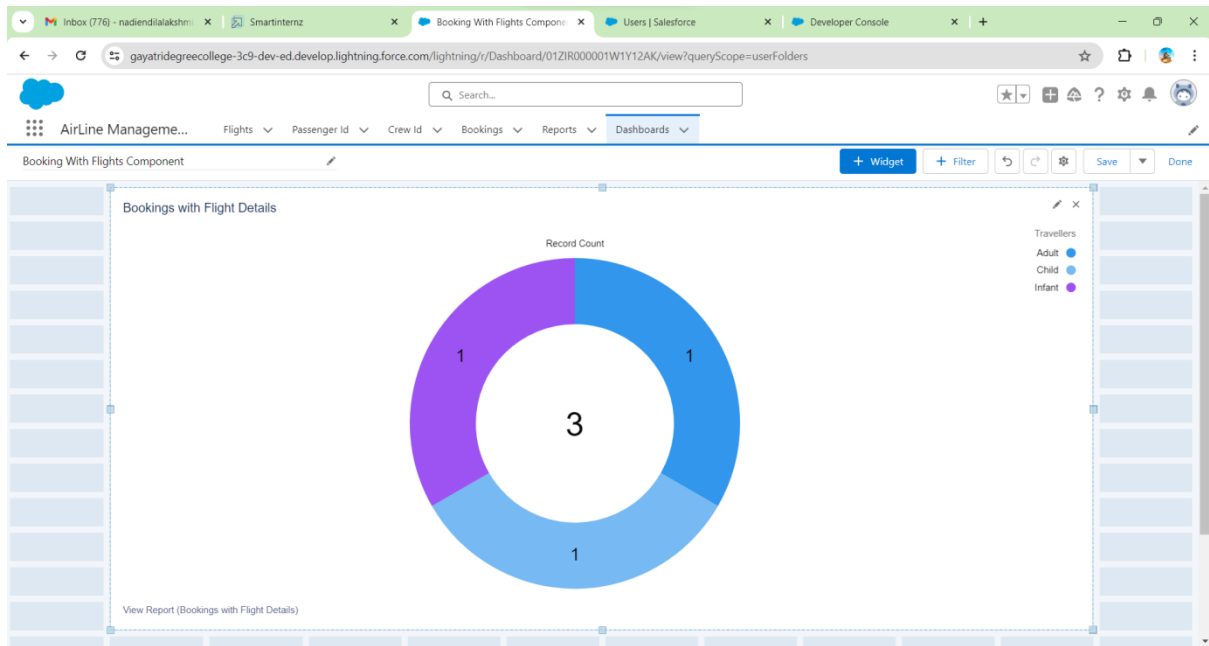 Inbox (776) - nadiendilalakshmi
Smartinternz
Booking With Flights Compone
Users | Salesforce
Developer Console
gayatridegreecollege-3c9-dev-ed.develop.lightning.force.com/lightning/r/Dashboard/01ZIR000001W1Y12AK/view?queryScope=userFolders
Search...
AirLine Manageme...
Flights
Passenger Id
Crew Id
Bookings
Reports
Dashboards
Booking With Flights Component
+ Widget
+ Filter
Save
Done
Bookings with Flight Details
Record Count
Travellers
Adult
Child
Infant
1
1
3
1
View Report (Bookings with Flight Details)